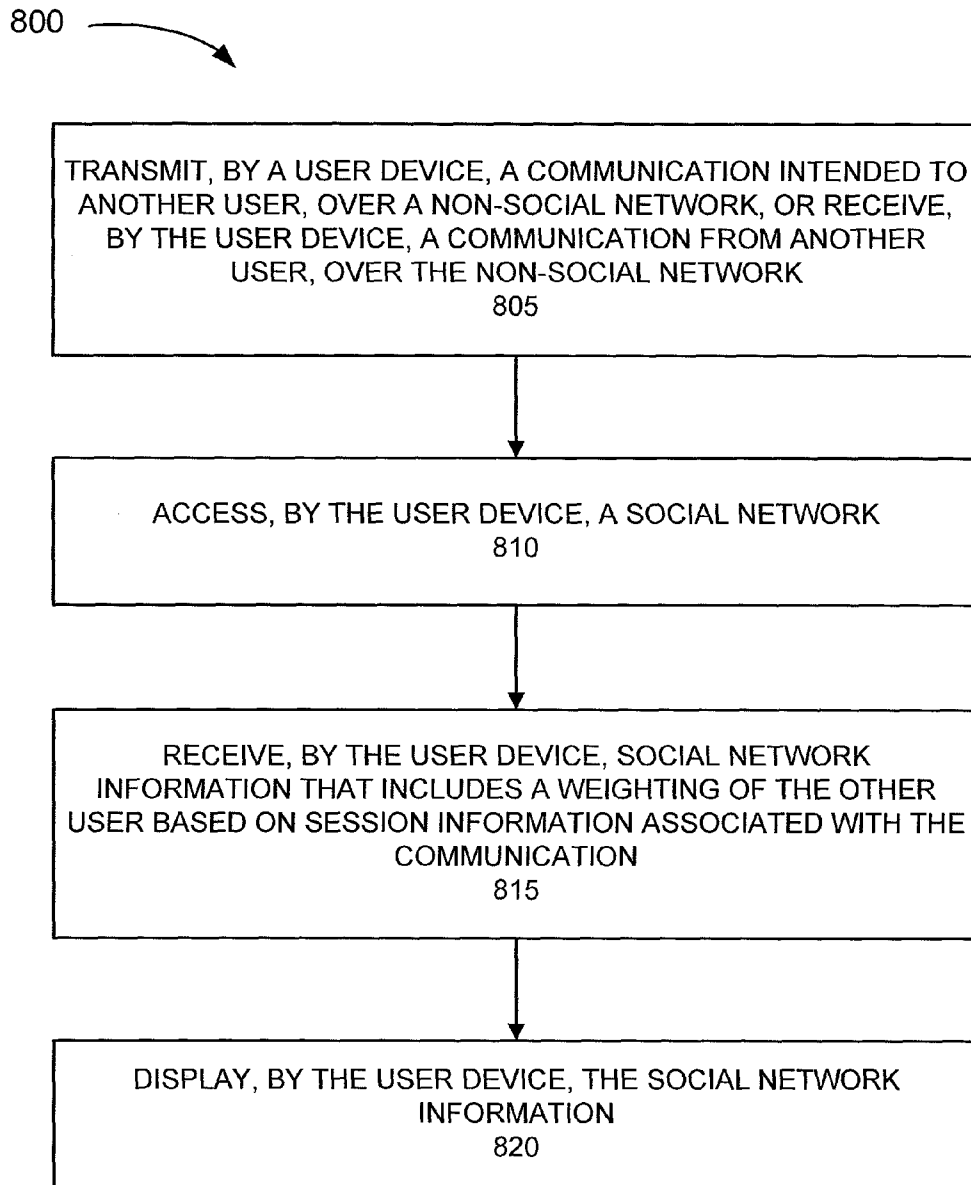 800
TRANSMIT, BY A USER DEVICE, A COMMUNICATION INTENDED TO
ANOTHER USER, OVER A NON-SOCIAL NETWORK, OR RECEIVE,
BY THE USER DEVICE, A COMMUNICATION FROM ANOTHER
USER, OVER THE NON-SOCIAL NETWORK
805
ACCESS, BY THE USER DEVICE, A SOCIAL NETWORK
810
RECEIVE, BY THE USER DEVICE, SOCIAL NETWORK
INFORMATION THAT INCLUDES A WEIGHTING OF THE OTHER
USER BASED ON SESSION INFORMATION ASSOCIATED WITH THE
COMMUNICATION
815
DISPLAY, BY THE USER DEVICE, THE SOCIAL NETWORK
INFORMATION
820